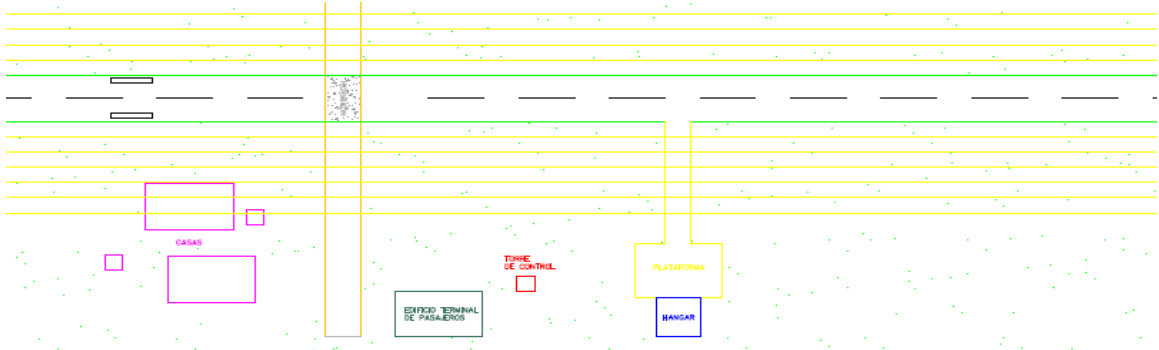 CASAS
TORRE
DE CONTROL
PLATAFORMA
EDIFICIO TERMINAL
DE PASAJEROS
HANGAR